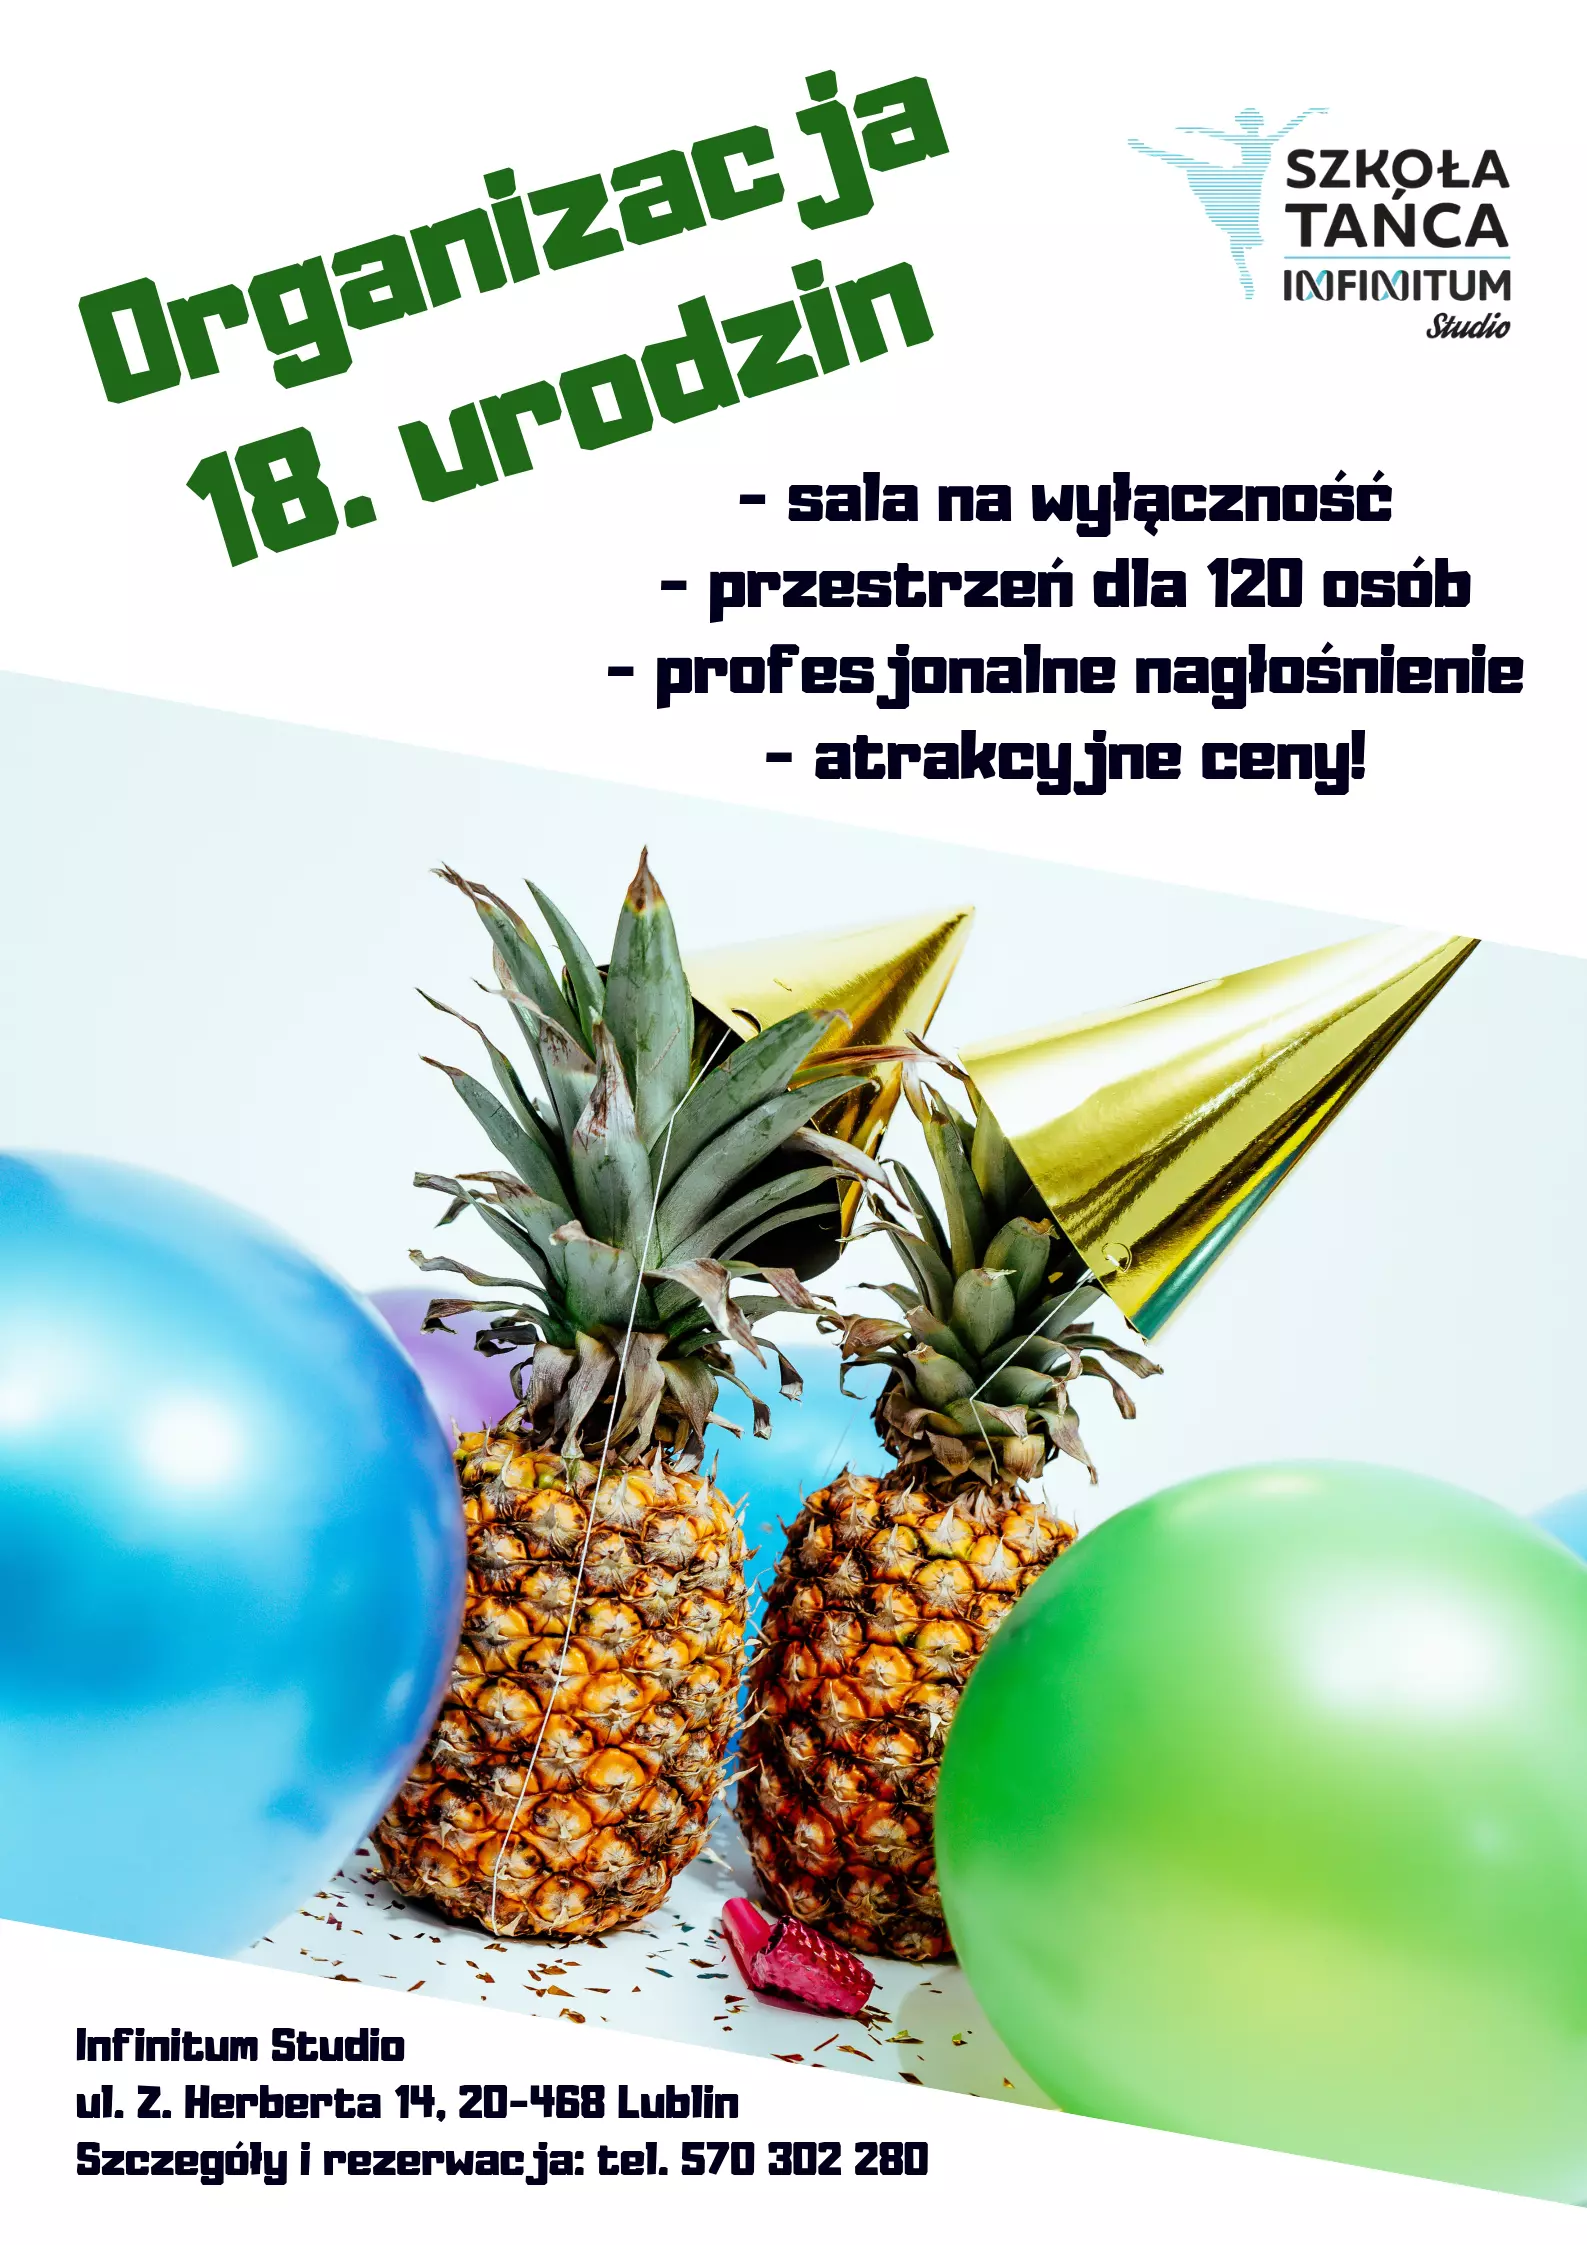 Organizacja
18. urodzin
SZKOŁA
TAŃCA
INFINITUM
Studio
- sala na wyłączność
- przestrzeń dla 120 osób
- profesjonalne nagłośnienie
- atrakcyjne ceny!
Infinitum Studio
ul. Z. Herberta 14, 20-468 Lublin
Szczegóły i rezerwacja: tel. 570 302 280